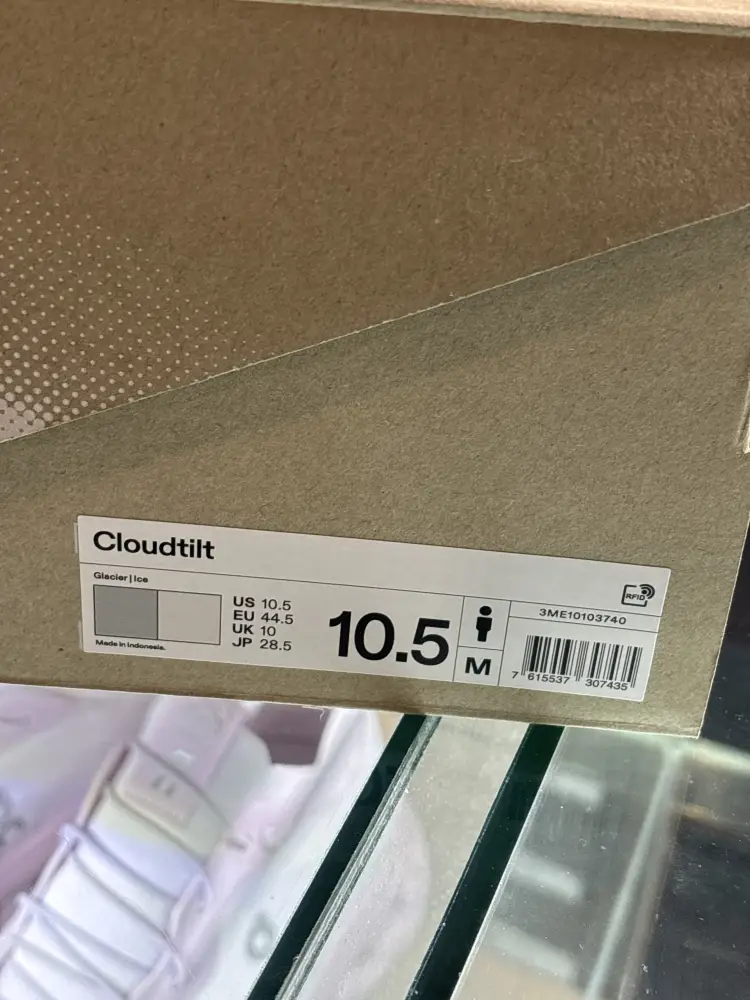 Cloudtilt
Glacier | Ice
Made in Indonesia.
US 10.5
EU 44.5
UK 10
JP 28.5
10.5
M
RFID
3ME10103740
7 615537 307435